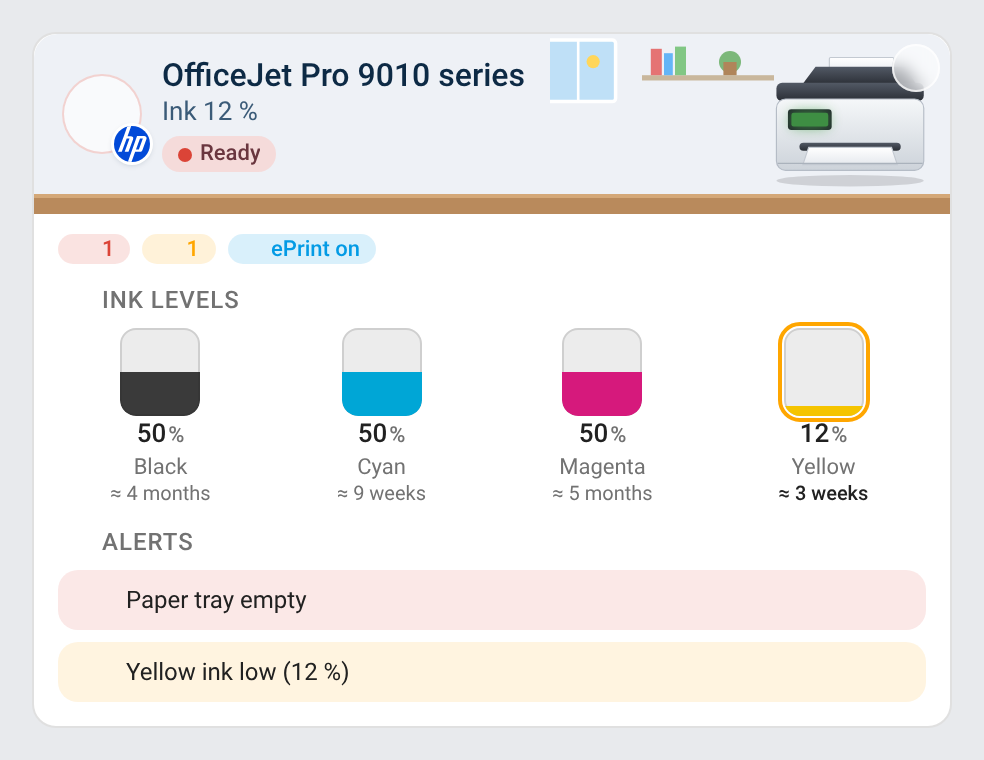 OfficeJet Pro 9010 series
Ink 12 %
hp
Ready
1
1
ePrint on
INK LEVELS
50% 50% 50% 12%
Black Cyan Magenta Yellow
≈ 4 months ≈ 9 weeks ≈ 5 months ≈ 3 weeks
ALERTS
Paper tray empty
Yellow ink low (12 %)